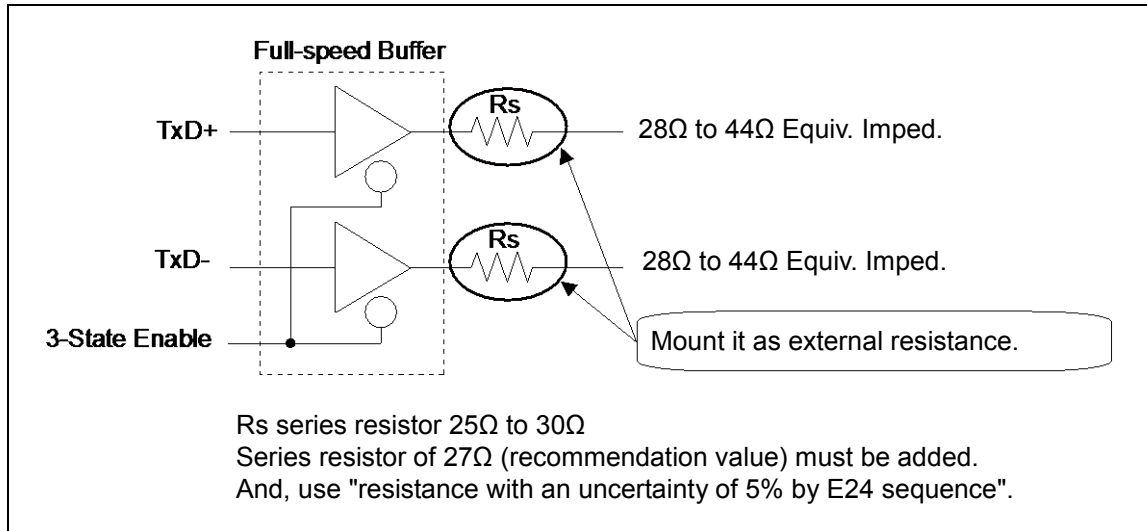 Full-speed Buffer
Rs
TxD+
28Ω to 44Ω Equiv. Imped.
Rs
TxD-
28Ω to 44Ω Equiv. Imped.
3-State Enable
Mount it as external resistance.
Rs series resistor 25Ω to 30Ω
Series resistor of 27Ω (recommendation value) must be added.
And, use "resistance with an uncertainty of 5% by E24 sequence".